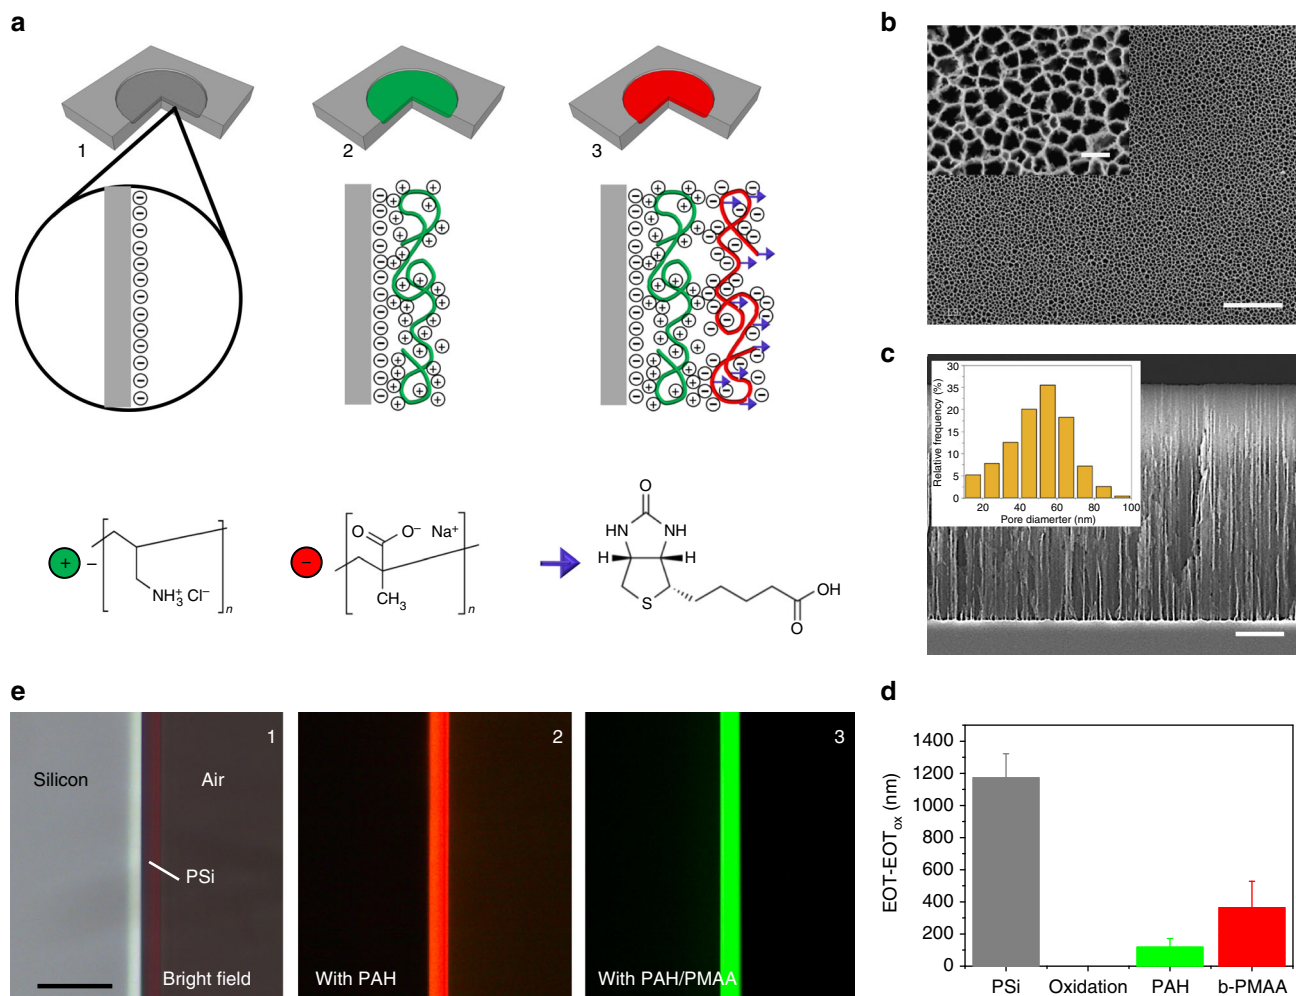 a
1
2
3
+
−
NH₃⁺ Cl⁻
n
−
O
O⁻ Na⁺
CH₃
n
O
HN
NH
H
H
S
OH
O
b
c
Relative frequency (%)
30
25
20
15
10
5
0
20
40
60
80
100
Pore diamerter (nm)
e
1
Silicon
Air
PSi
Bright field
2
With PAH
3
With PAH/PMAA
d
EOT-EOTox (nm)
1400
1200
1000
800
600
400
200
0
PSi
Oxidation
PAH
b-PMAA